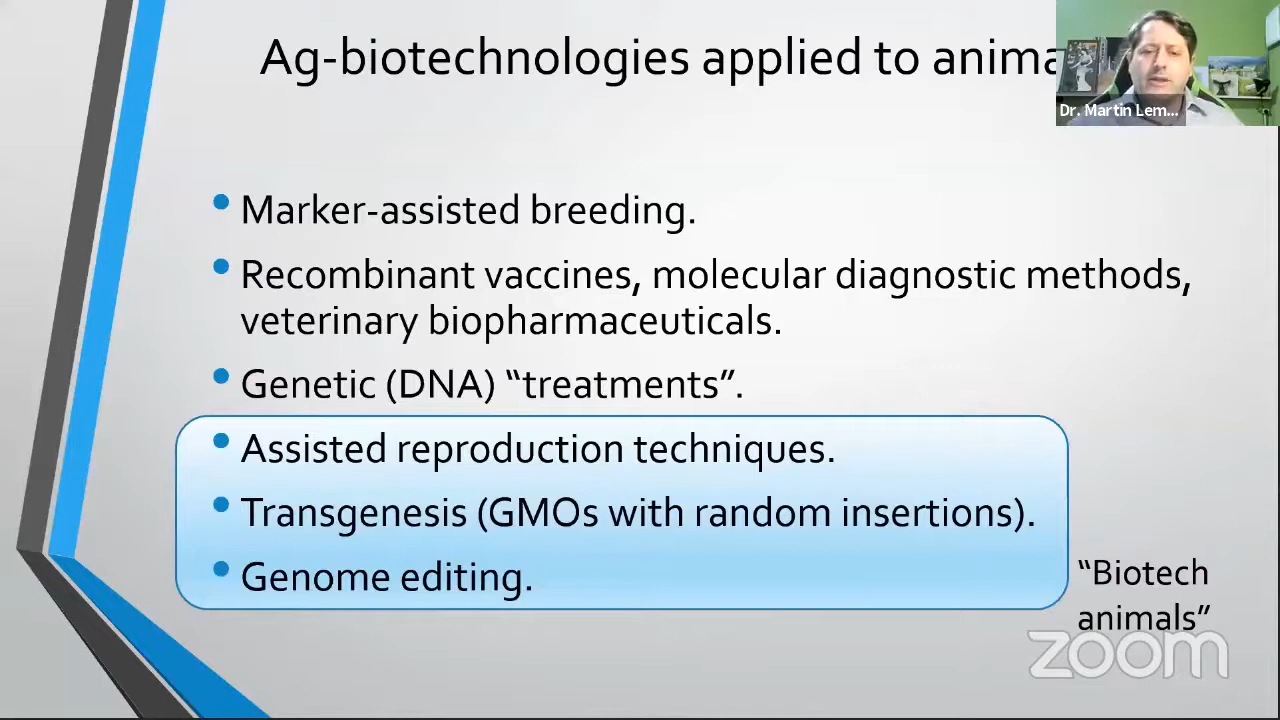 Ag-biotechnologies applied to anima
Dr. Martin Lem...
• Marker-assisted breeding.
• Recombinant vaccines, molecular diagnostic methods,
veterinary biopharmaceuticals.
• Genetic (DNA) “treatments”.
• Assisted reproduction techniques.
• Transgenesis (GMOs with random insertions).
• Genome editing.
“Biotech
animals”
zoom